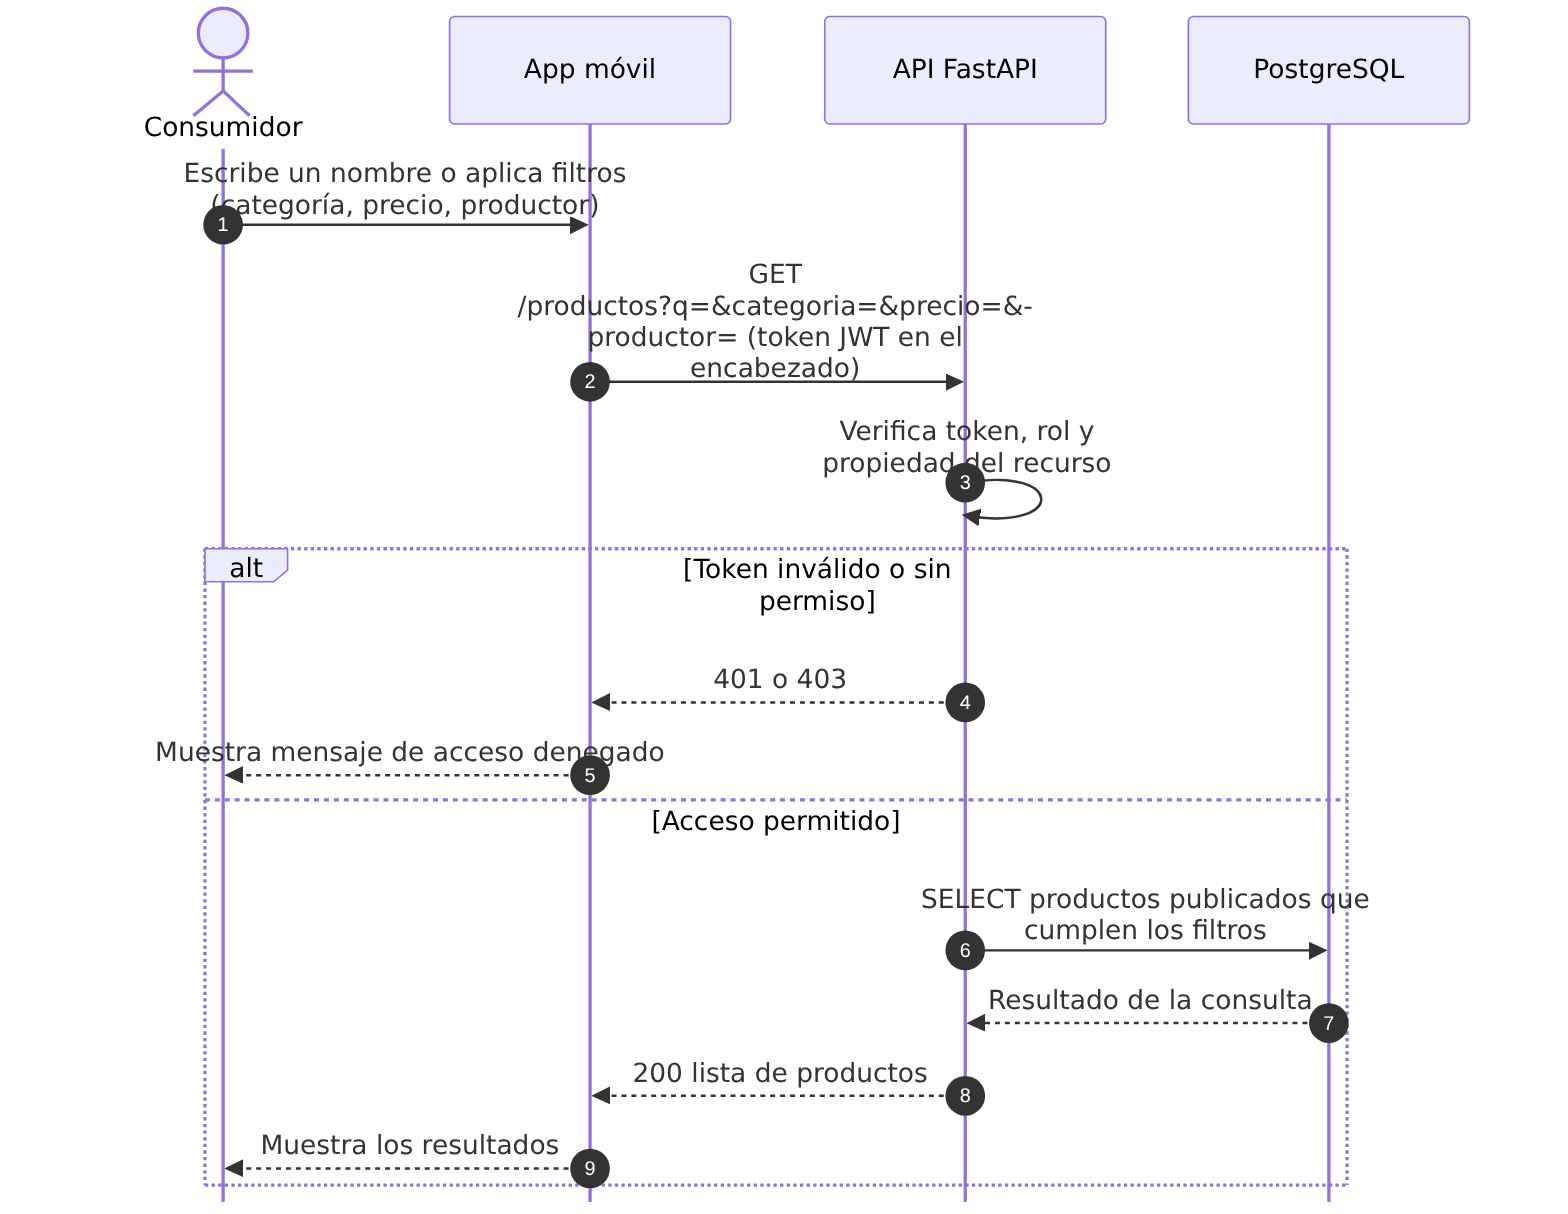 Consumidor
App móvil
API FastAPI
PostgreSQL
Escribe un nombre o aplica filtros
(categoría, precio, productor)
1
GET
/productos?q=&categoria=&precio=&-
productor= (token JWT en el
encabezado)
2
Verifica token, rol y
propiedad del recurso
3
alt
[Token inválido o sin
permiso]
401 o 403
4
Muestra mensaje de acceso denegado
5
[Acceso permitido]
SELECT productos publicados que
cumplen los filtros
6
Resultado de la consulta
7
200 lista de productos
8
Muestra los resultados
9